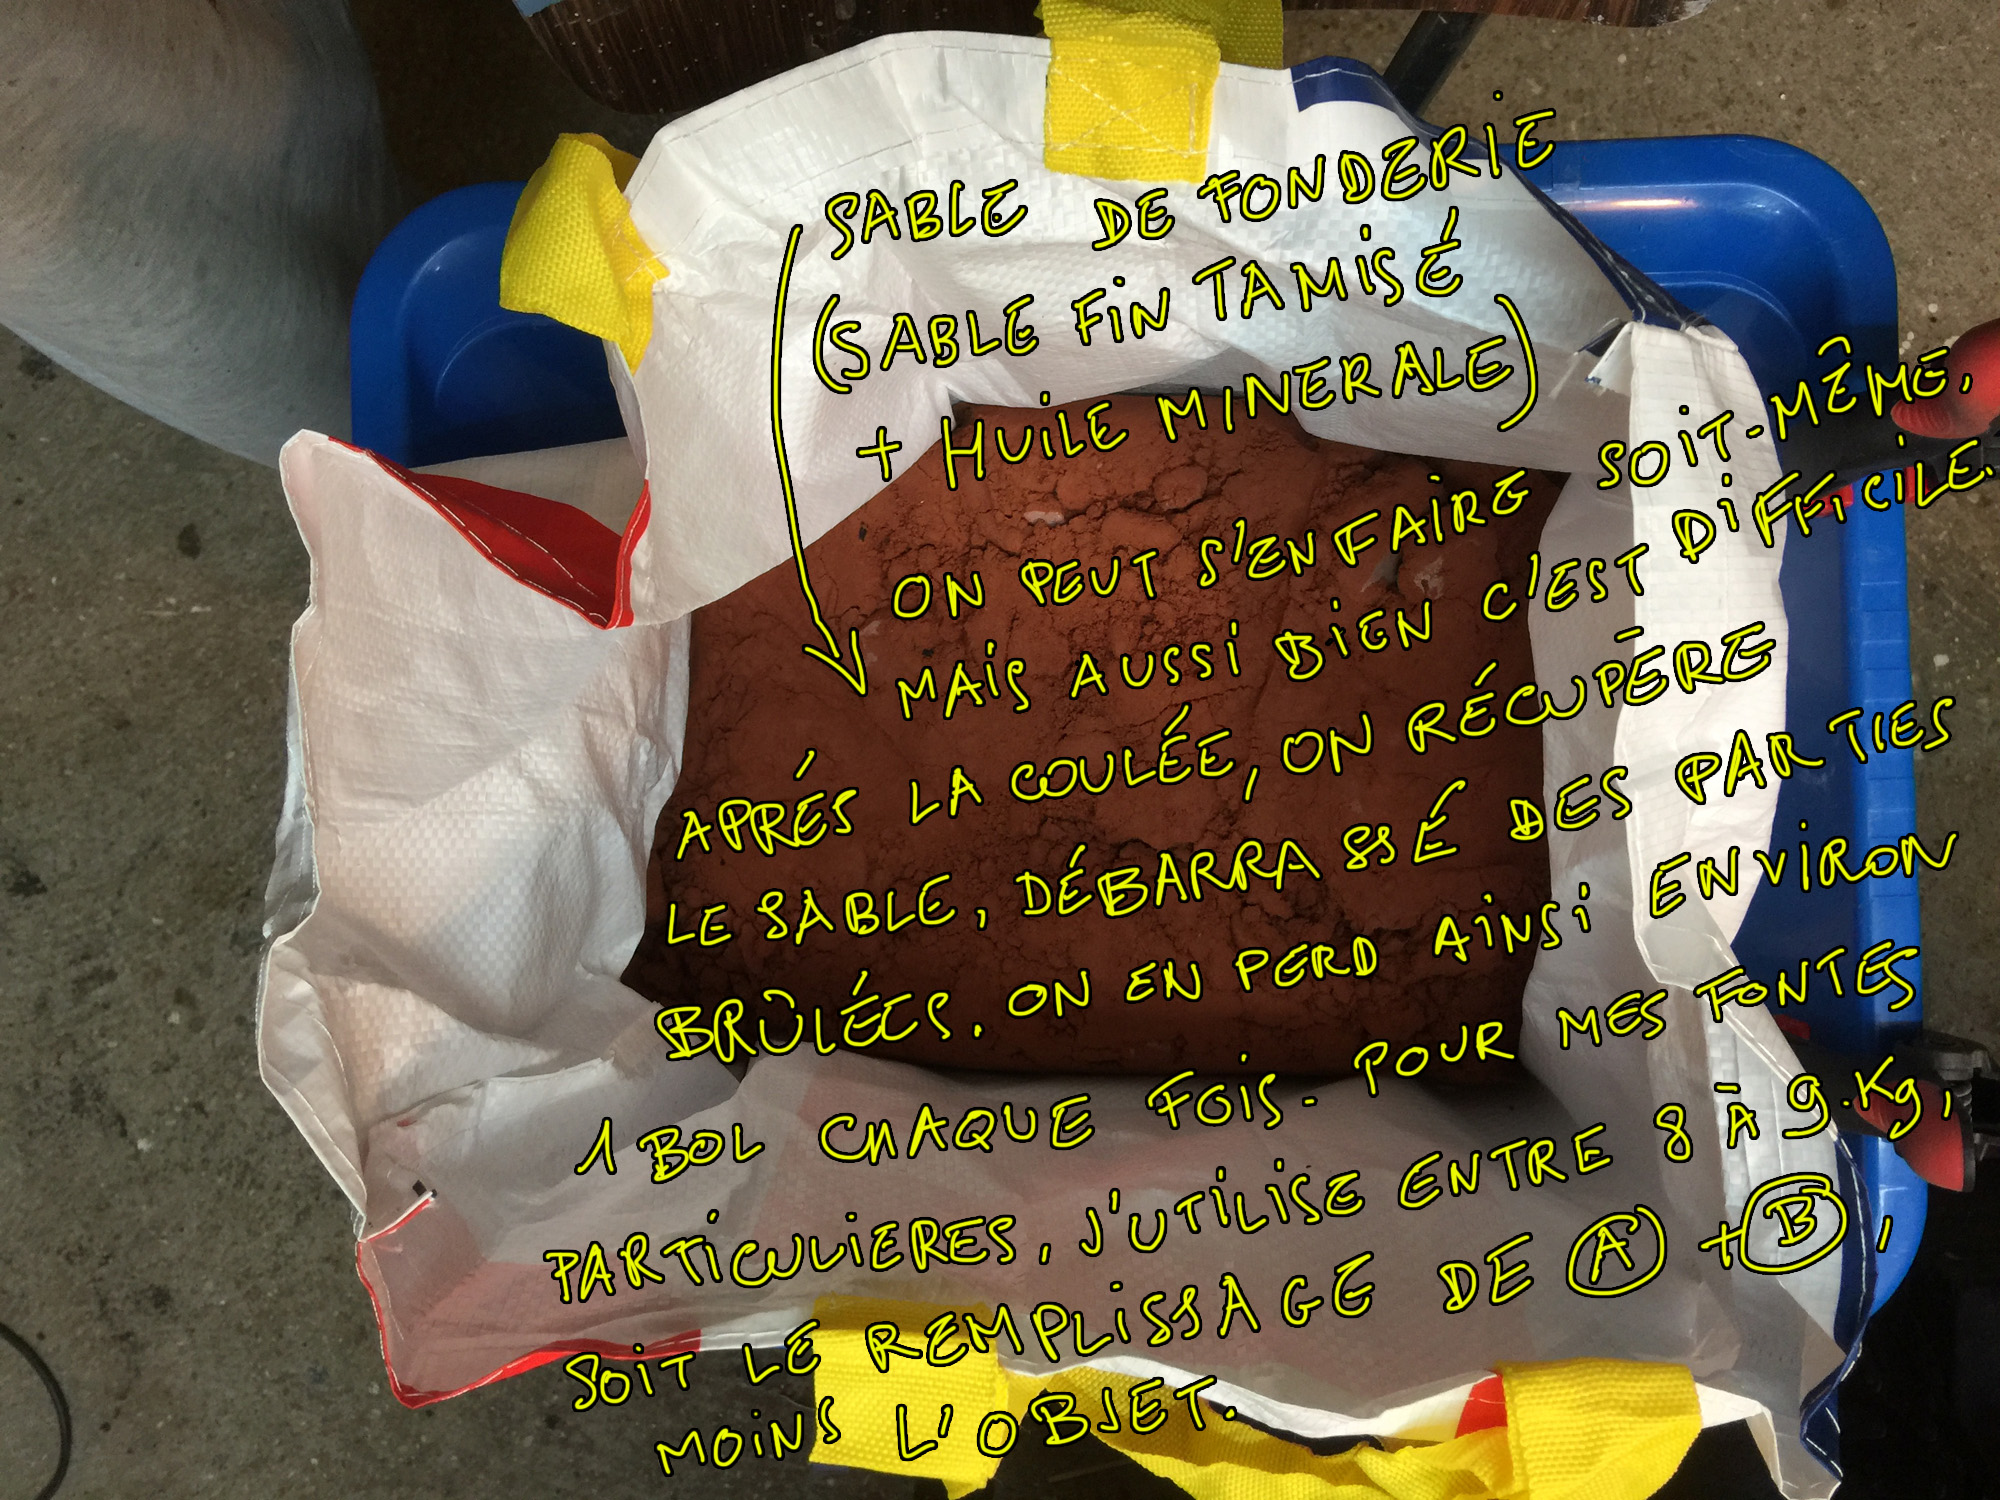 SABLE DE FONDERIE
(SABLE FIN TAMISÉ
+ HUILE MINERALE)
ON PEUT S'EN FAIRE SOIT-MÊME,
MAIS AUSSI BIEN C'EST DIFFICILE.
APRÉS LA COULÉE, ON RÉCUPÈRE
LE SABLE, DÉBARRASSÉ DES PARTIES
BRÛLÉES. ON EN PERD AINSI ENVIRON
1 BOL CHAQUE FOIS. POUR MES FONTES
PARTICULIERES, J'UTILISE ENTRE 8 À 9.Kg,
SOIT LE REMPLISSAGE DE A + B,
MOINS L'OBJET.